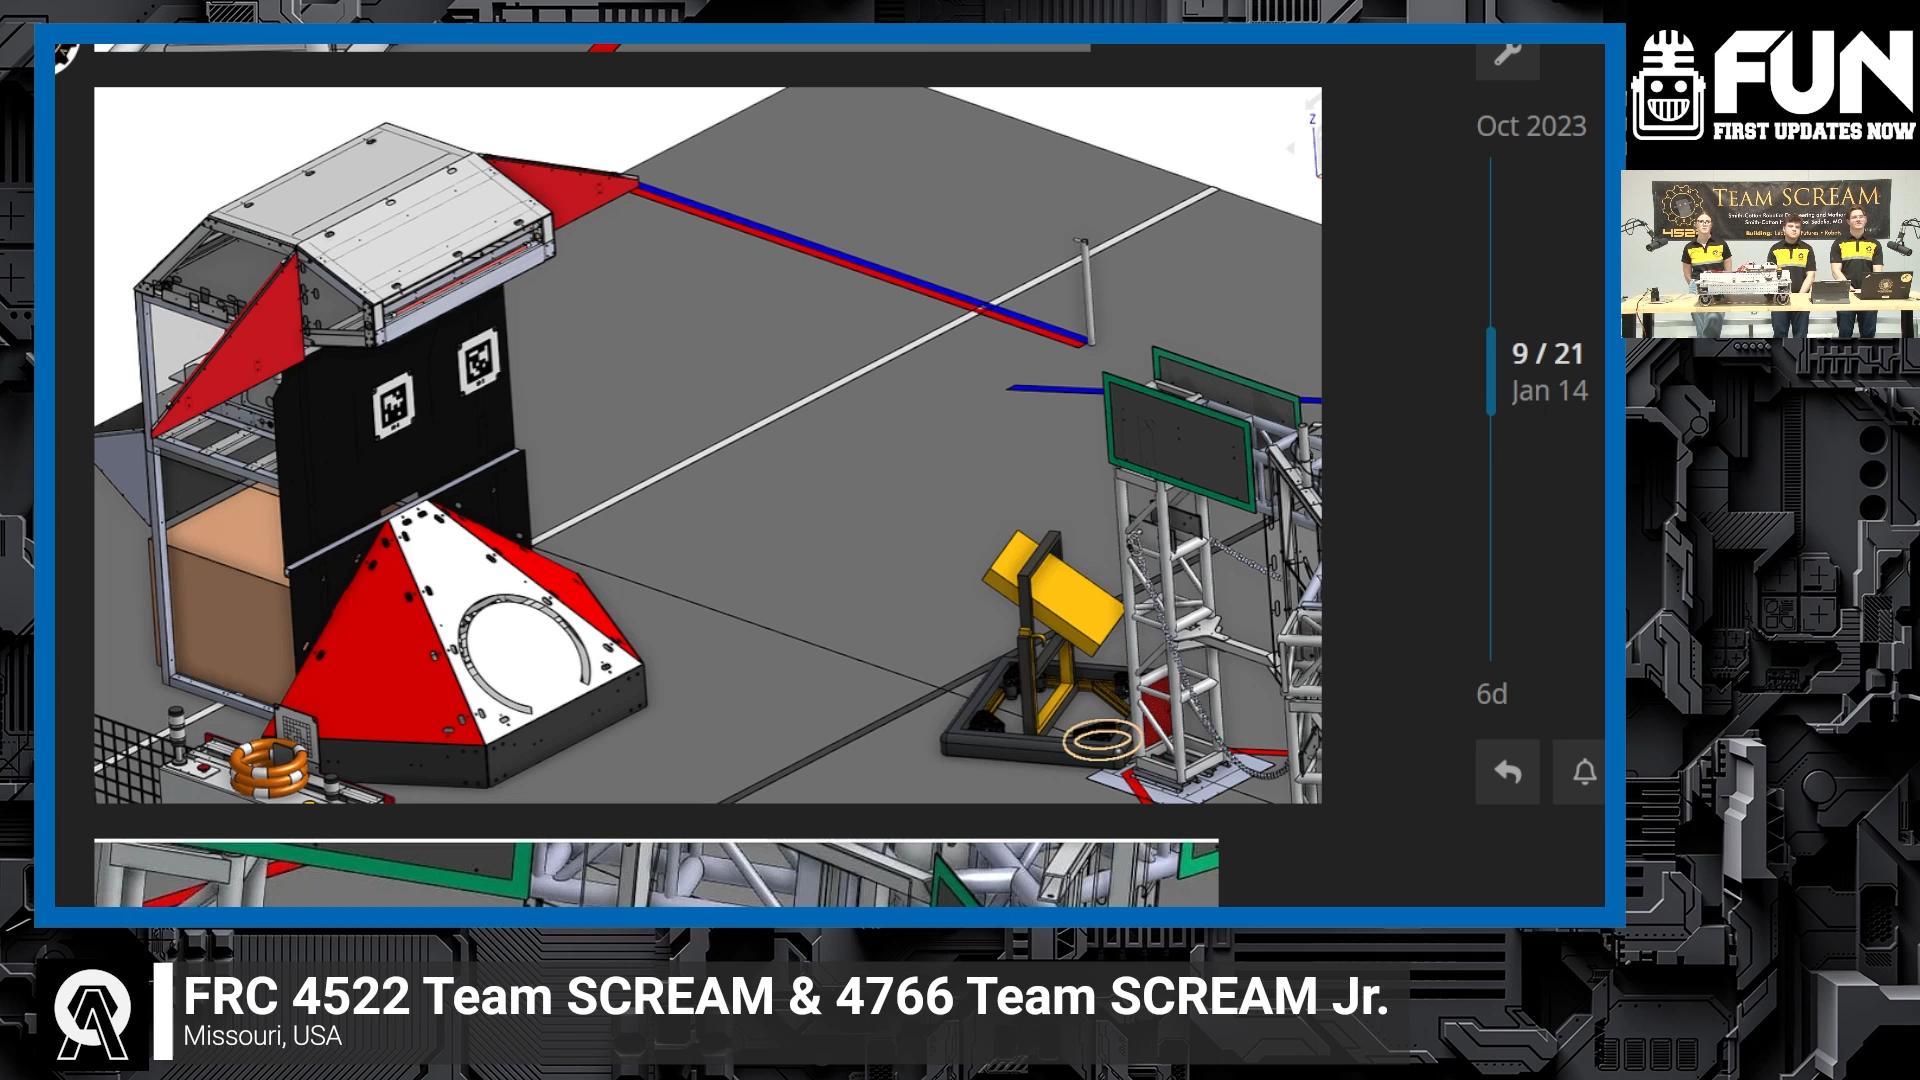 FUN
FIRST UPDATES NOW
Oct 2023
Z
TEAM SCREAM
Building:
9 / 21
Jan 14
6d
FRC 4522 Team SCREAM & 4766 Team SCREAM Jr.
Missouri, USA